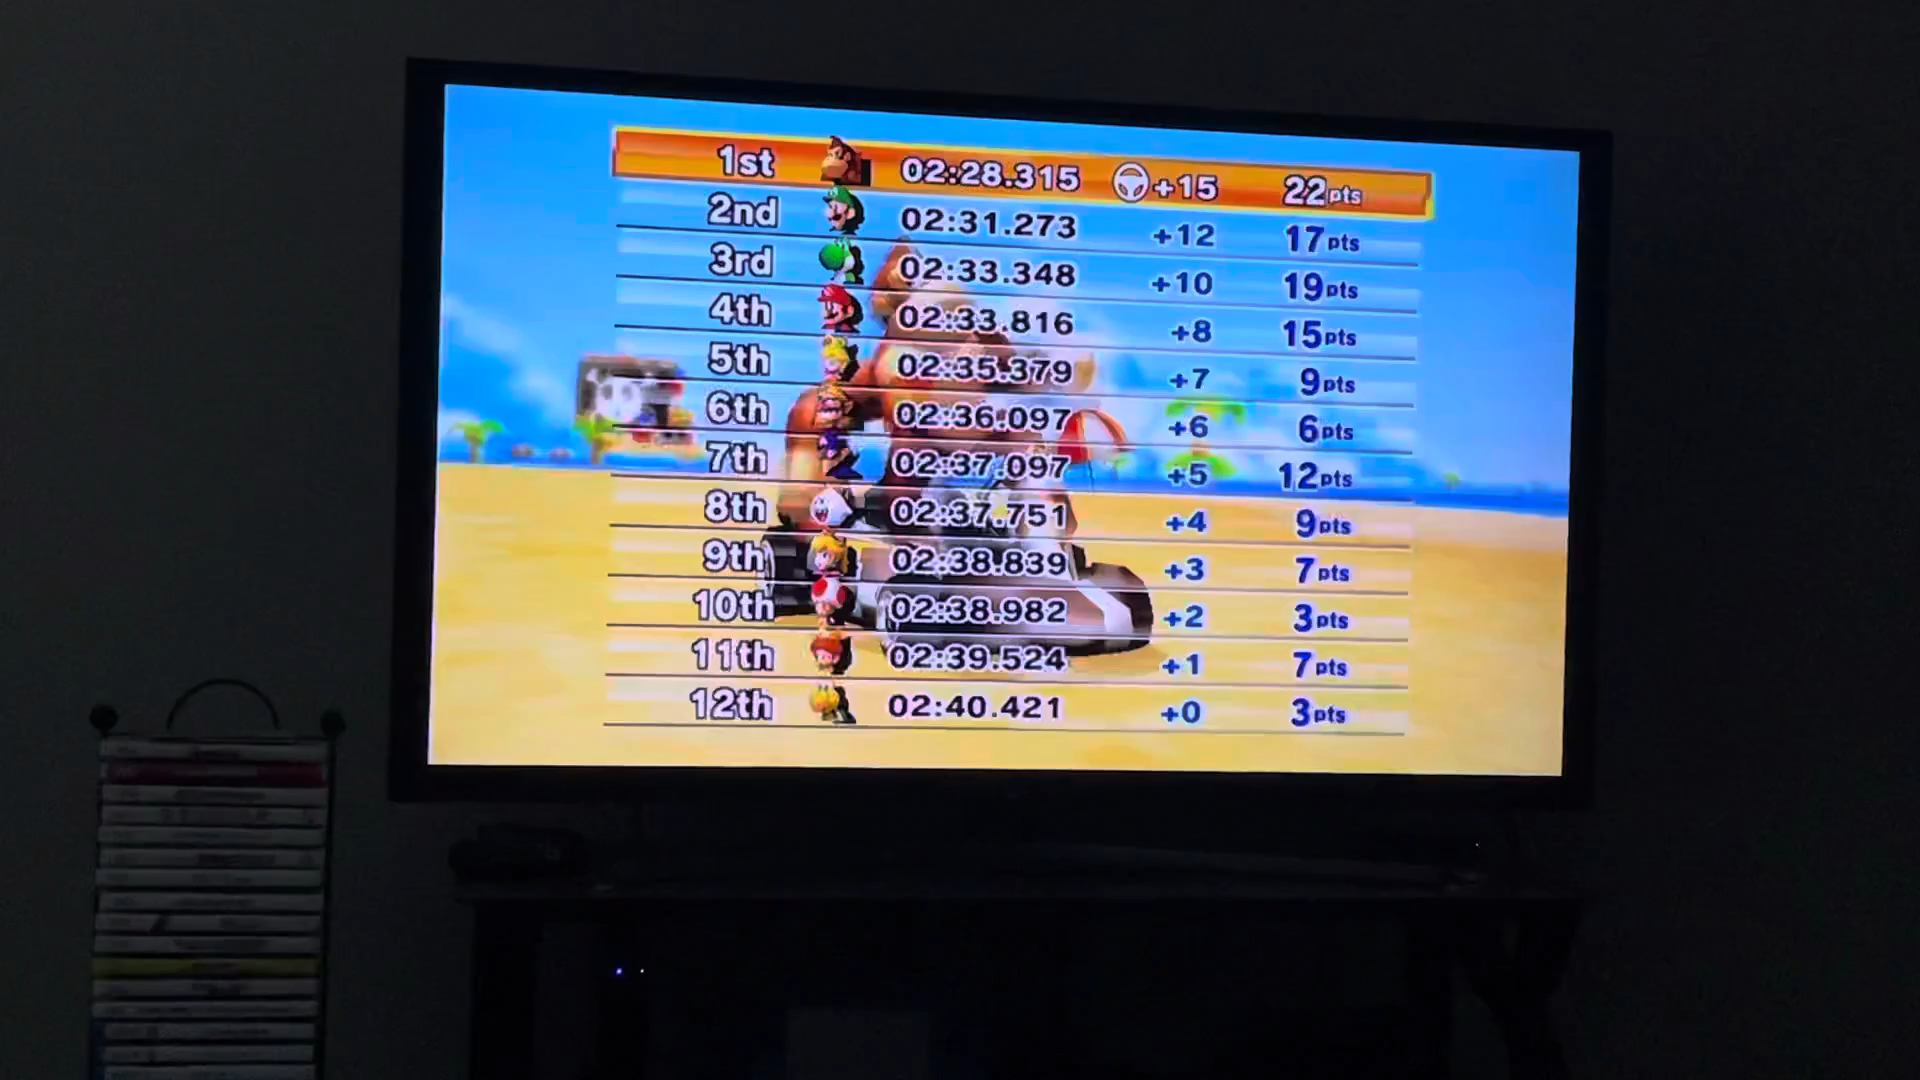 1st 02:28.315 +15 22pts
2nd 02:31.273 +12 17pts
3rd 02:33.348 +10 19pts
4th 02:33.816 +8 15pts
5th 02:35.379 +7 9pts
6th 02:36.097 +6 6pts
7th 02:37.097 +5 12pts
8th 02:37.751 +4 9pts
9th 02:38.839 +3 7pts
10th 02:38.982 +2 3pts
11th 02:39.524 +1 7pts
12th 02:40.421 +0 3pts